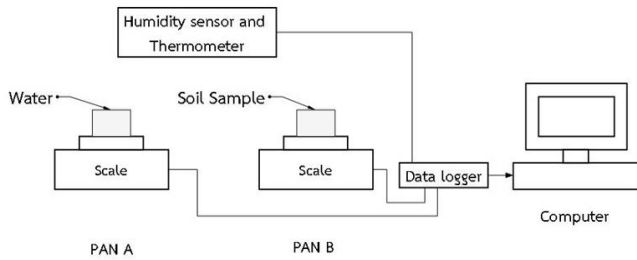 Humidity sensor and
Thermometer
Water
Soil Sample
Scale
Scale
Data logger
Computer
PAN A
PAN B